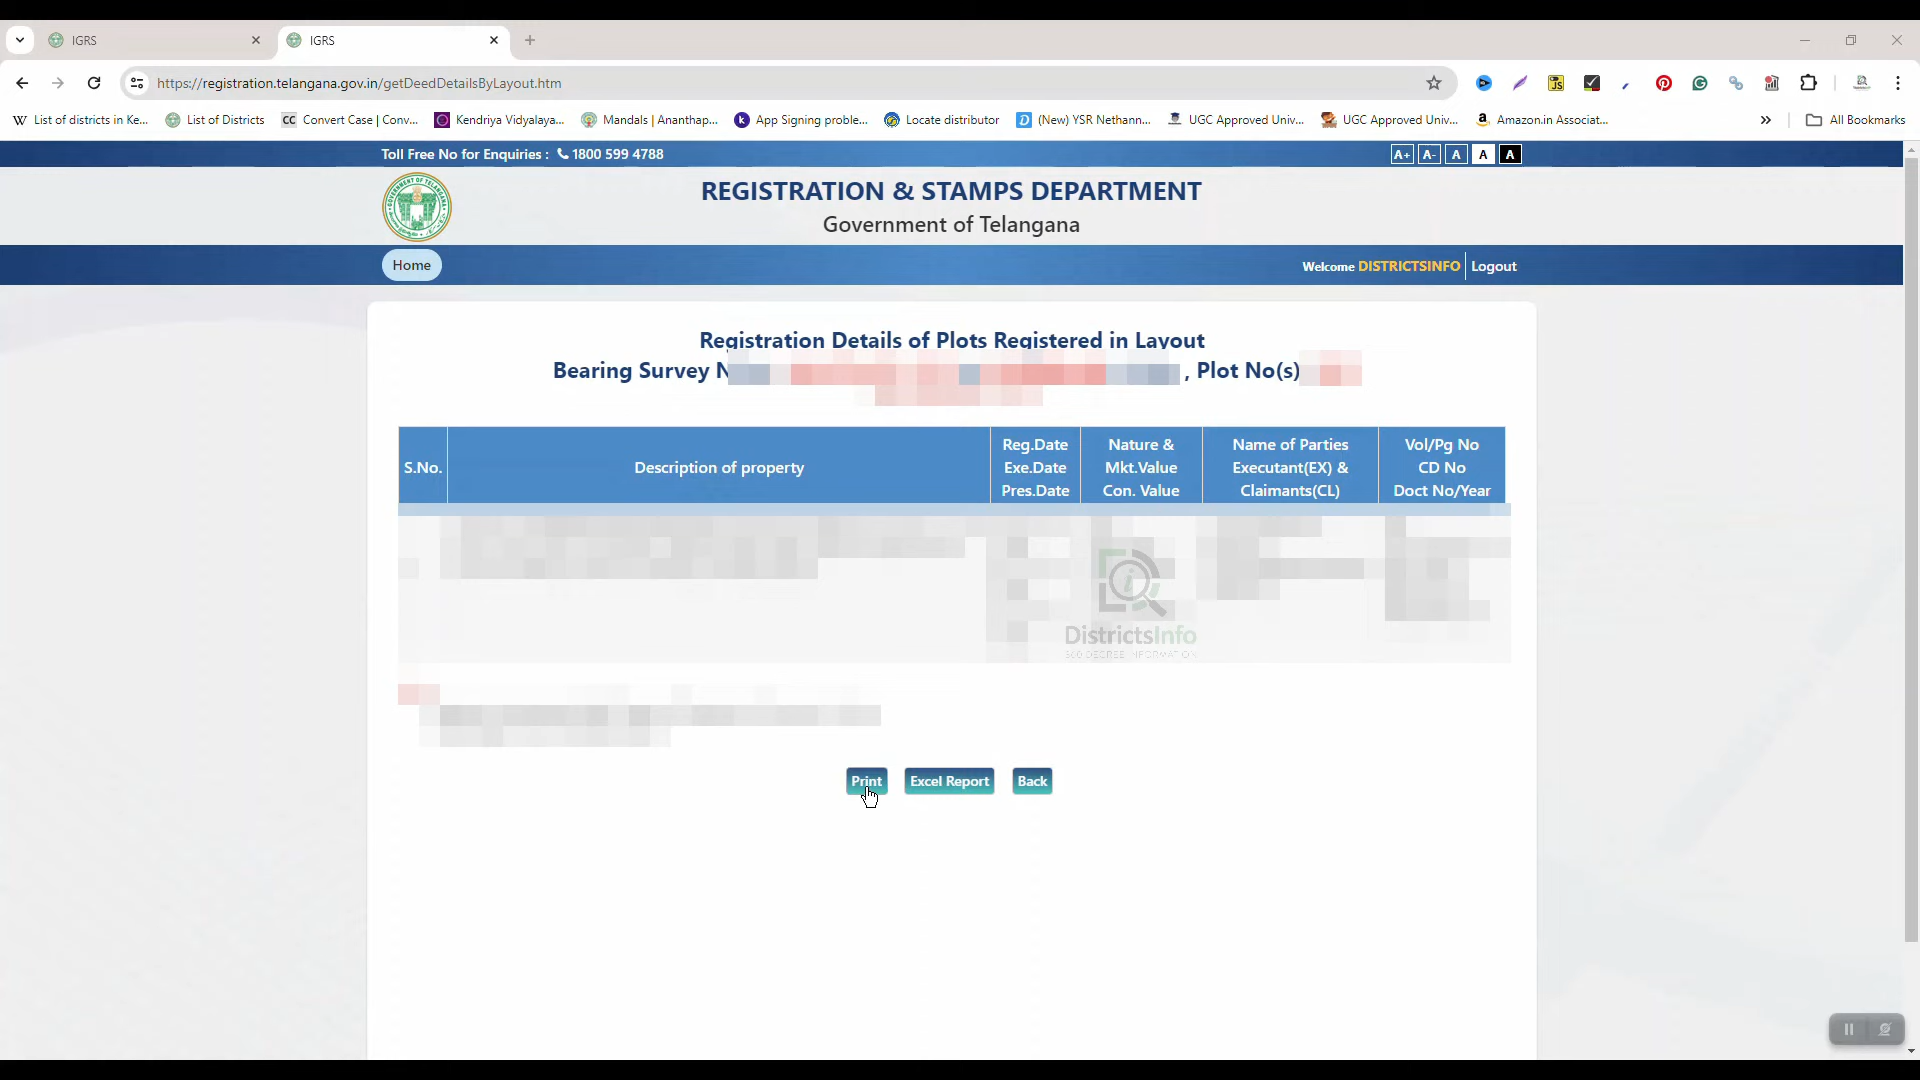 IGRS
IGRS
https://registration.telangana.gov.in/getDeedDetailsByLayout.htm
List of districts in Ke...
List of Districts
Convert Case | Conv...
Kendriya Vidyalaya...
Mandals | Ananthap...
App Signing proble...
Locate distributor
(New) YSR Nethann...
UGC Approved Univ...
UGC Approved Univ...
Amazon.in Associat...
All Bookmarks
Toll Free No for Enquiries : 1800 599 4788
A+ A- A A A
REGISTRATION & STAMPS DEPARTMENT
Government of Telangana
Home
Welcome DISTRICTSINFO Logout
Registration Details of Plots Registered in Layout
Bearing Survey N , Plot No(s)
S.No.
Description of property
Reg.Date
Exe.Date
Pres.Date
Nature &
Mkt.Value
Con. Value
Name of Parties
Executant(EX) &
Claimants(CL)
Vol/Pg No
CD No
Doct No/Year
DistrictsInfo
360 DEGREE INFORMATION
Print Excel Report Back